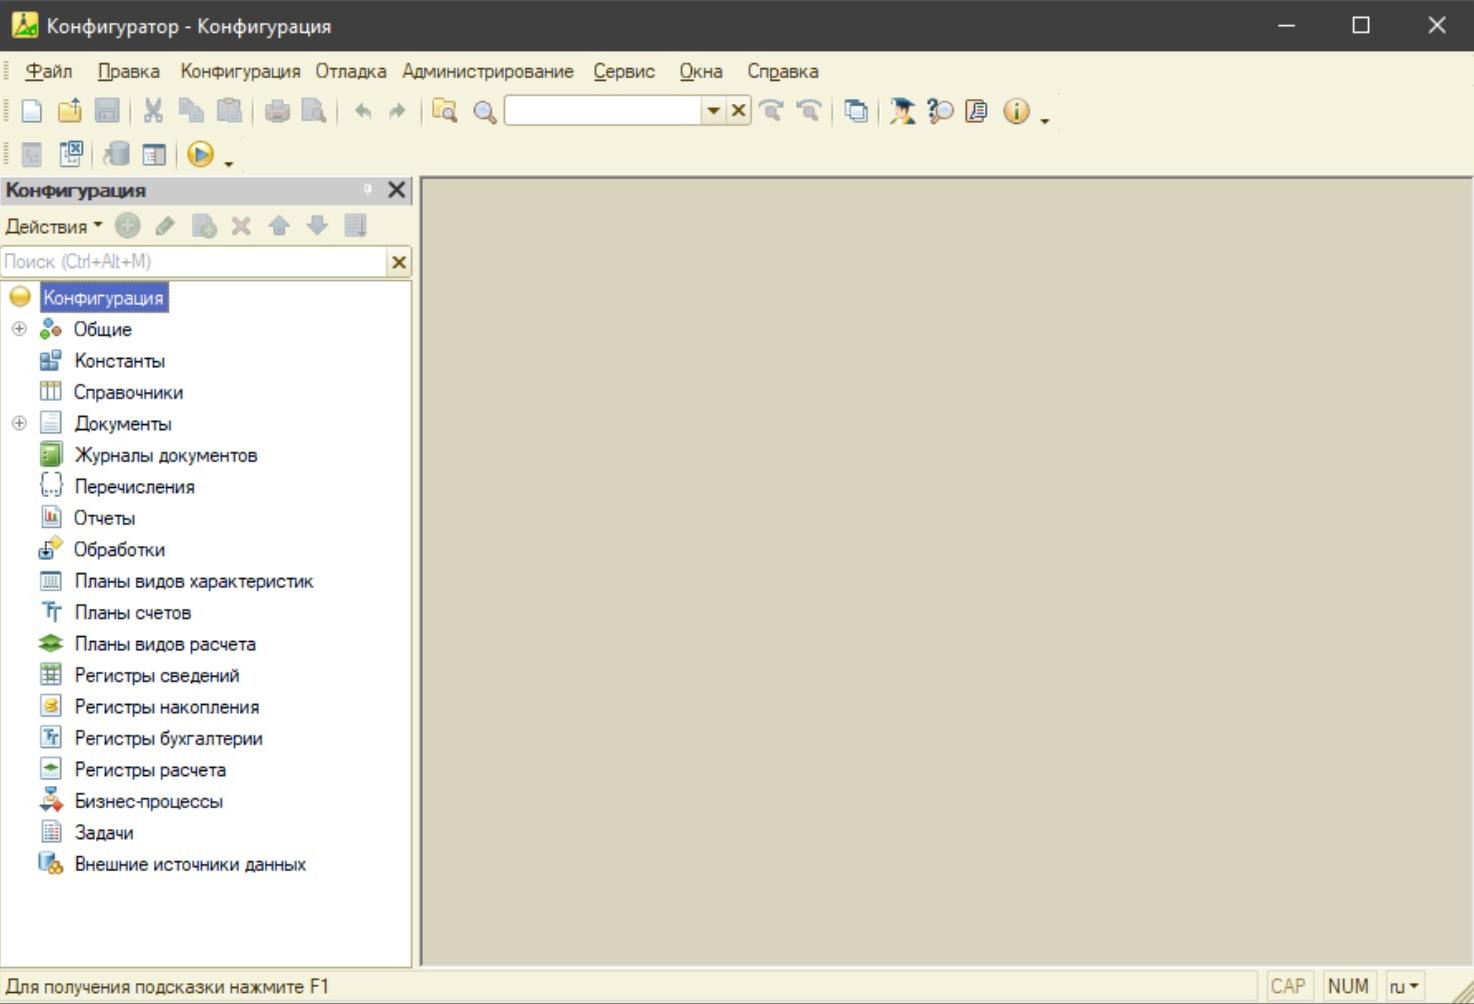 Конфигуратор - Конфигурация
Файл Правка Конфигурация Отладка Администрирование Сервис Окна Справка
Конфигурация
Действия
Поиск (Ctrl+Alt+M)
Конфигурация
Общие
Константы
Справочники
Документы
Журналы документов
Перечисления
Отчеты
Обработки
Планы видов характеристик
Планы счетов
Планы видов расчета
Регистры сведений
Регистры накопления
Регистры бухгалтерии
Регистры расчета
Бизнес-процессы
Задачи
Внешние источники данных
Для получения подсказки нажмите F1 CAP NUM ru